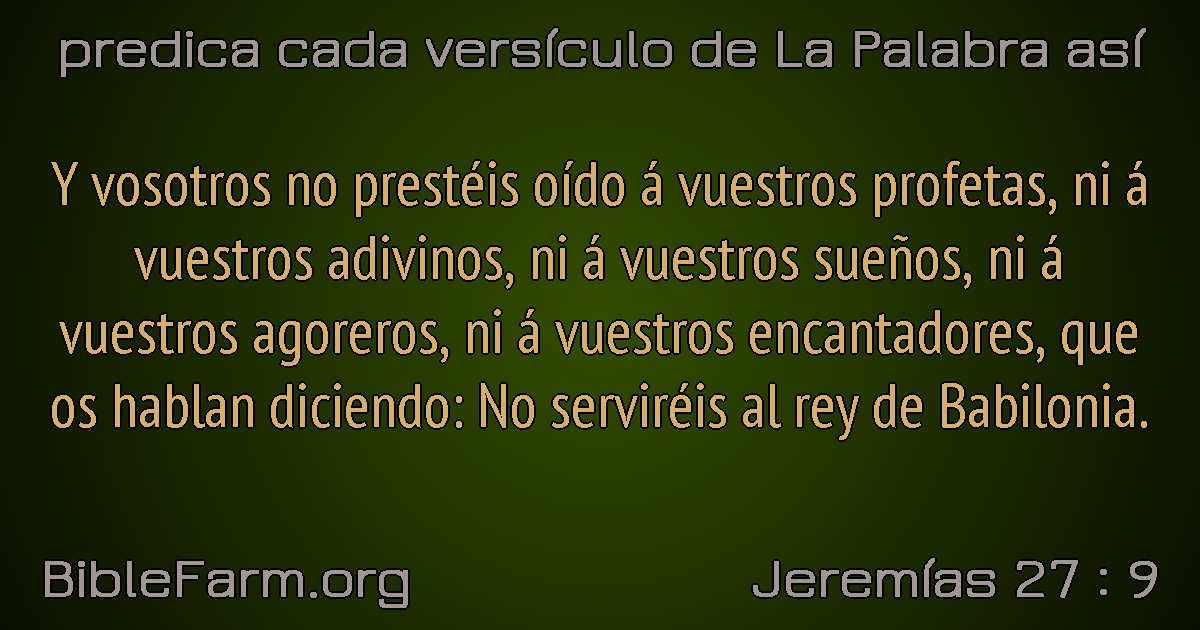 predica cada versículo de La Palabra así
Y vosotros no prestéis oído á vuestros profetas, ni á
vuestros adivinos, ni á vuestros sueños, ni á
vuestros agoreros, ni á vuestros encantadores, que
os hablan diciendo: No serviréis al rey de Babilonia.
BibleFarm.org
Jeremías 27 : 9